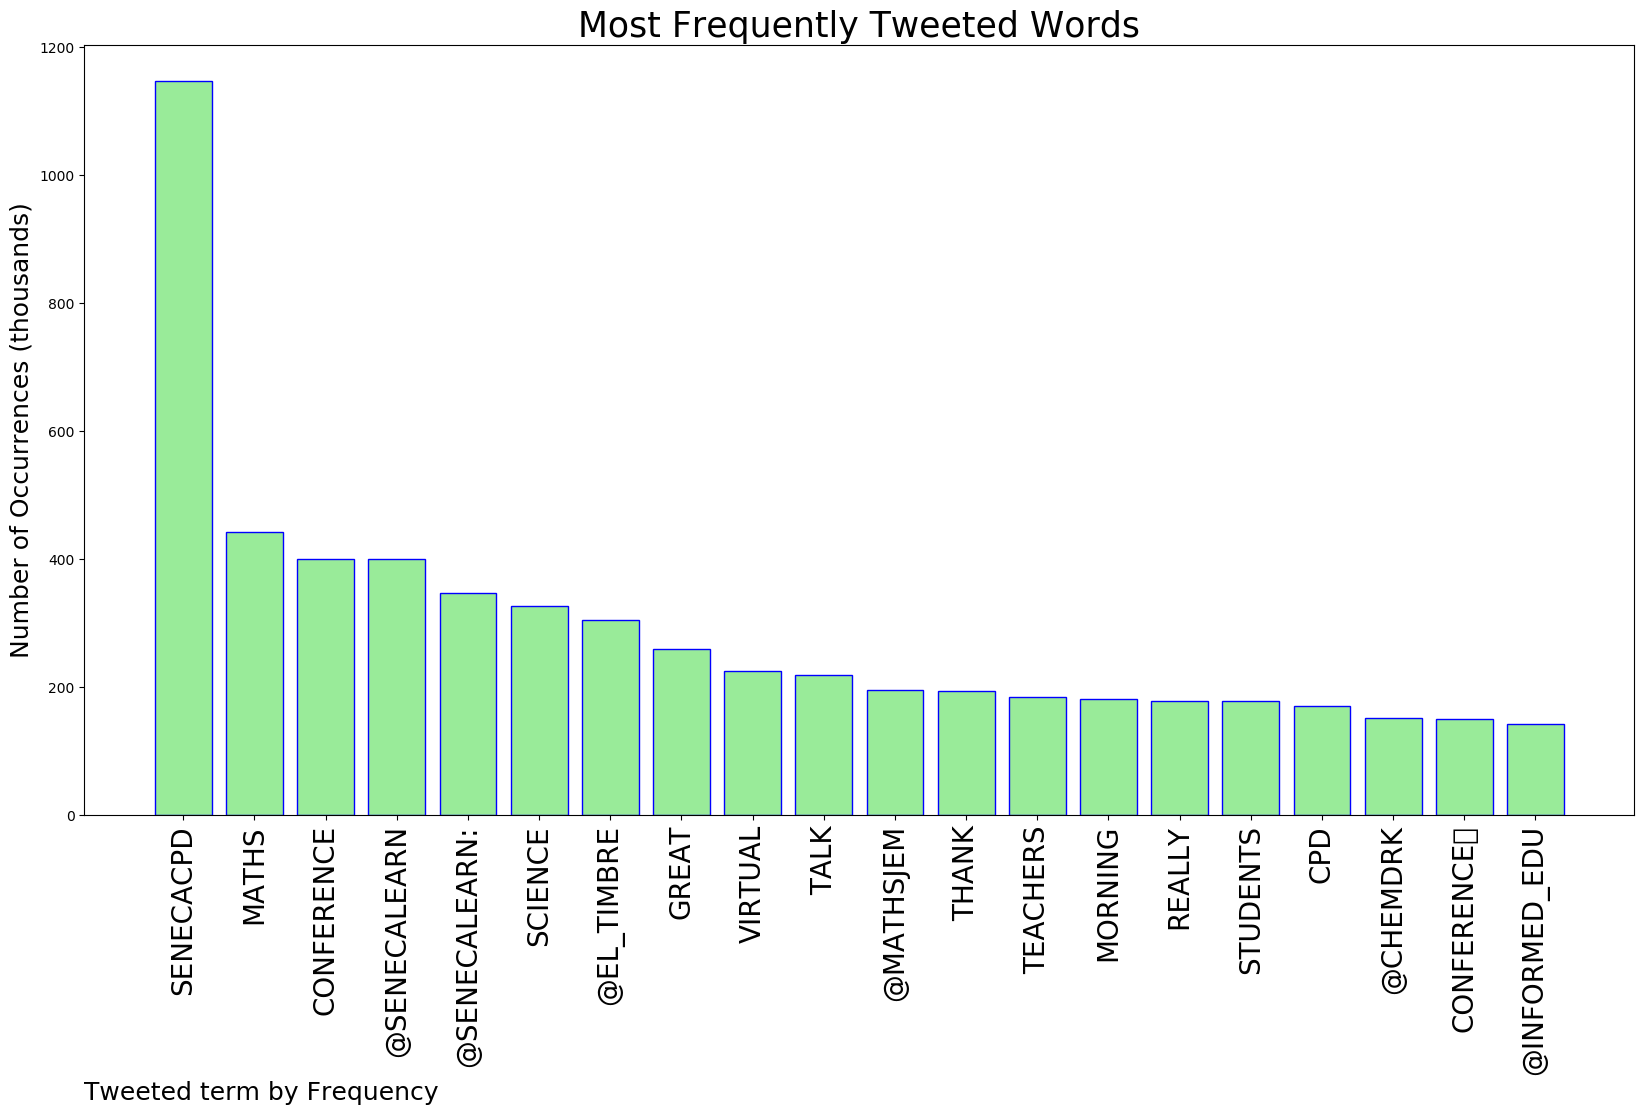 Most Frequently Tweeted Words
Number of Occurrences (thousands)
1200
1000
800
600
400
200
0
SENECACPD
MATHS
CONFERENCE
@SENECALEARN
@SENECALEARN:
SCIENCE
@EL_TIMBRE
GREAT
VIRTUAL
TALK
@MATHSJEM
THANK
TEACHERS
MORNING
REALLY
STUDENTS
CPD
@CHEMDRK
CONFERENCE▯
@INFORMED_EDU
Tweeted term by Frequency